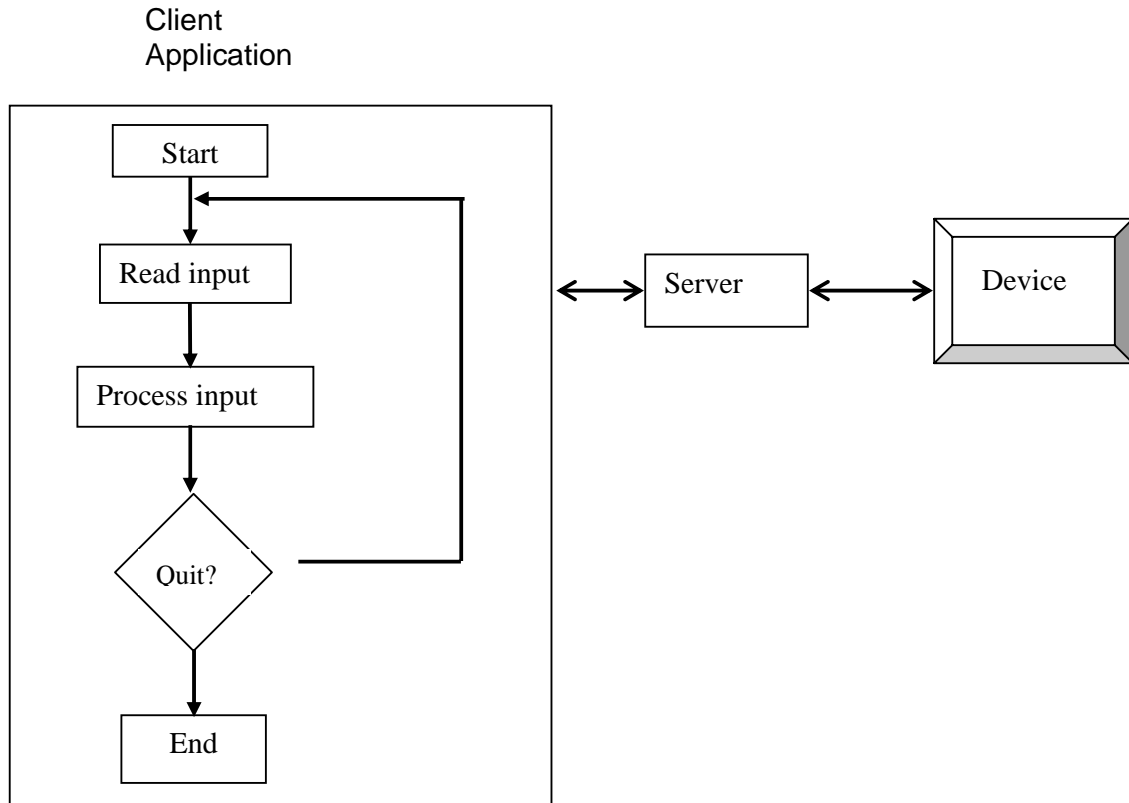 Client
Application
Start
Read input
Process input
Quit?
End
Server
Device